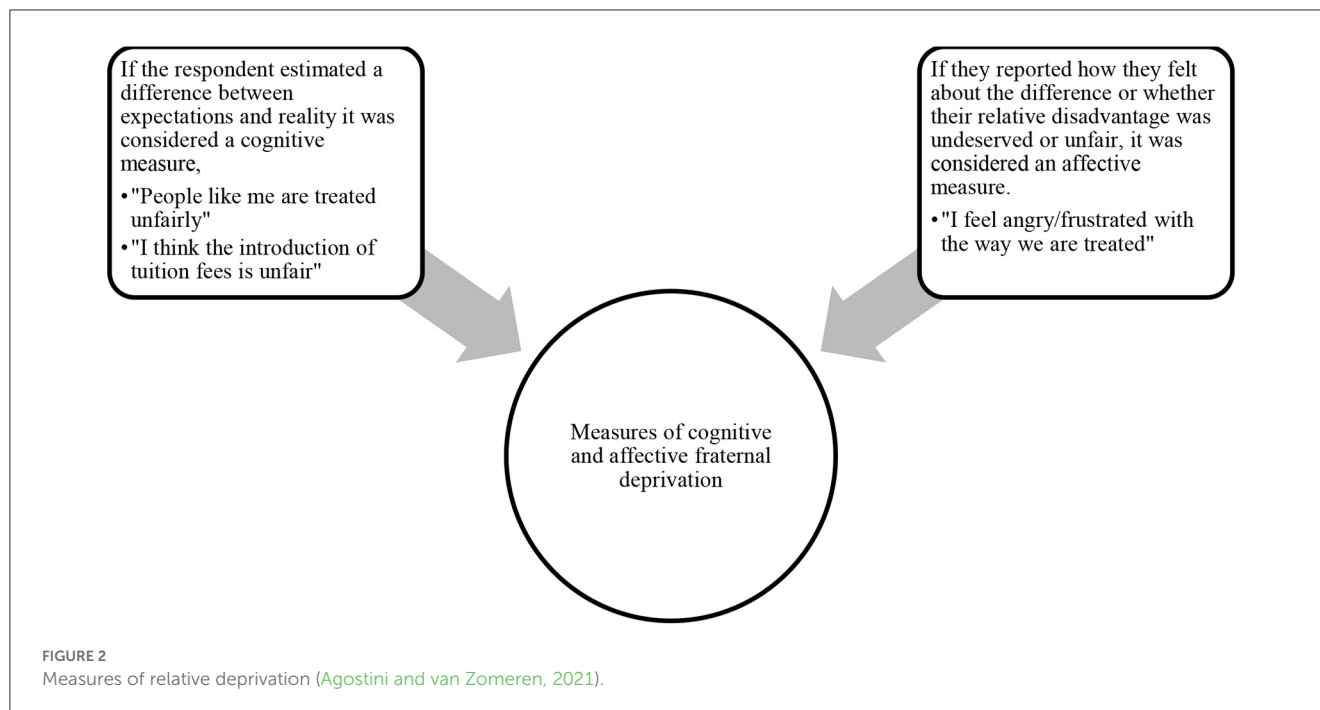 If the respondent estimated a
difference between
expectations and reality it was
considered a cognitive
measure,
•"People like me are treated
unfairly"
•"I think the introduction of
tuition fees is unfair"
If they reported how they felt
about the difference or whether
their relative disadvantage was
undeserved or unfair, it was
considered an affective
measure.
•"I feel angry/frustrated with
the way we are treated"
Measures of cognitive
and affective fraternal
deprivation
FIGURE 2
Measures of relative deprivation (Agostini and van Zomeren, 2021).